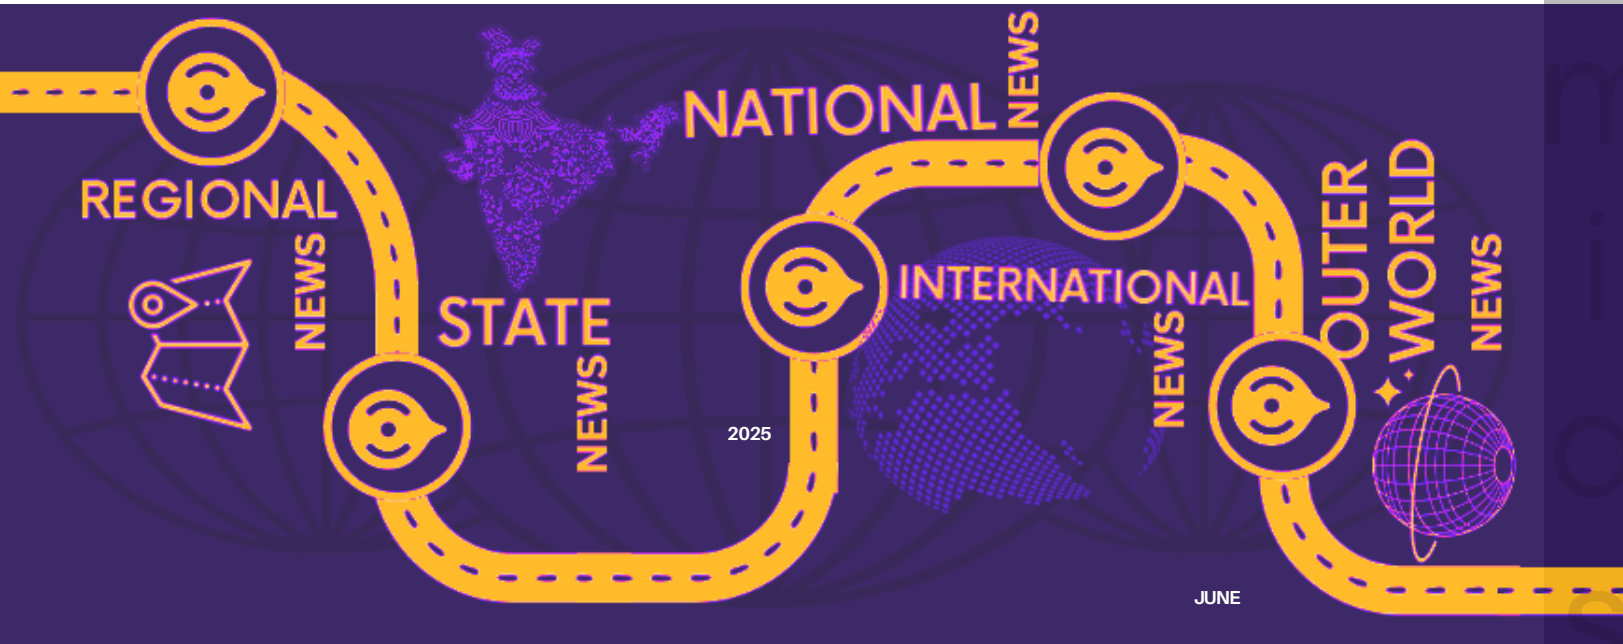 REGIONAL
NEWS
STATE
NEWS
2025
NATIONAL
NEWS
INTERNATIONAL
NEWS
OUTER
WORLD
NEWS
JUNE
m
i
o
s